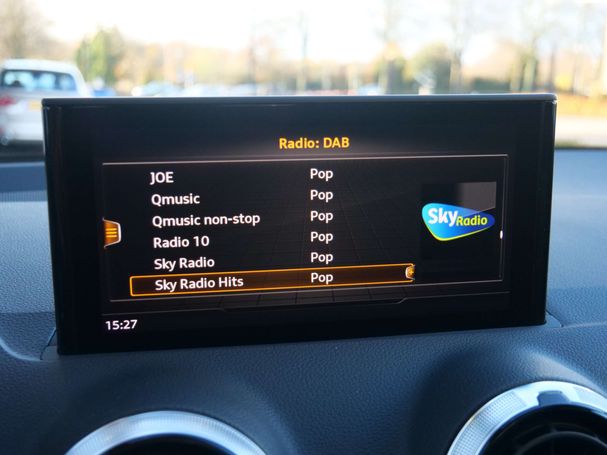 Radio: DAB
JOE Pop
Qmusic Pop
Qmusic non-stop Pop
Radio 10 Pop
Sky Radio Pop
Sky Radio Hits Pop
Sky Radio
15:27